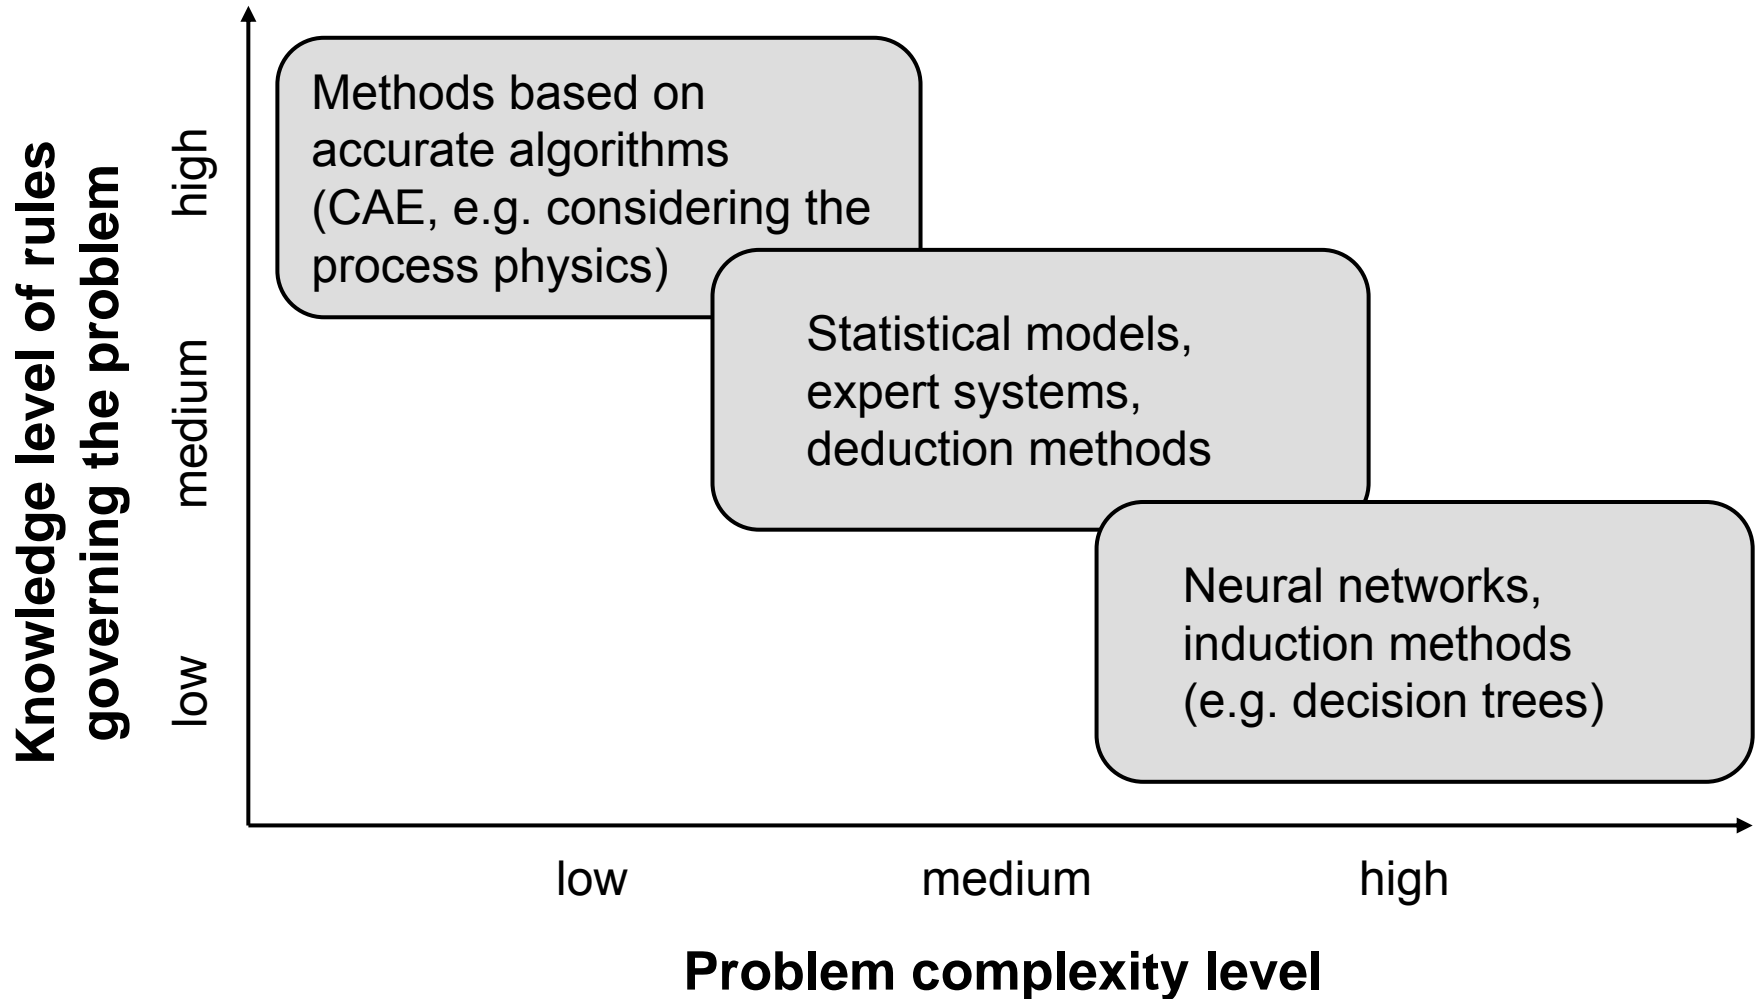 Knowledge level of rules
governing the problem
high
medium
low
Methods based on
accurate algorithms
(CAE, e.g. considering the
process physics)
Statistical models,
expert systems,
deduction methods
Neural networks,
induction methods
(e.g. decision trees)
low
medium
high
Problem complexity level